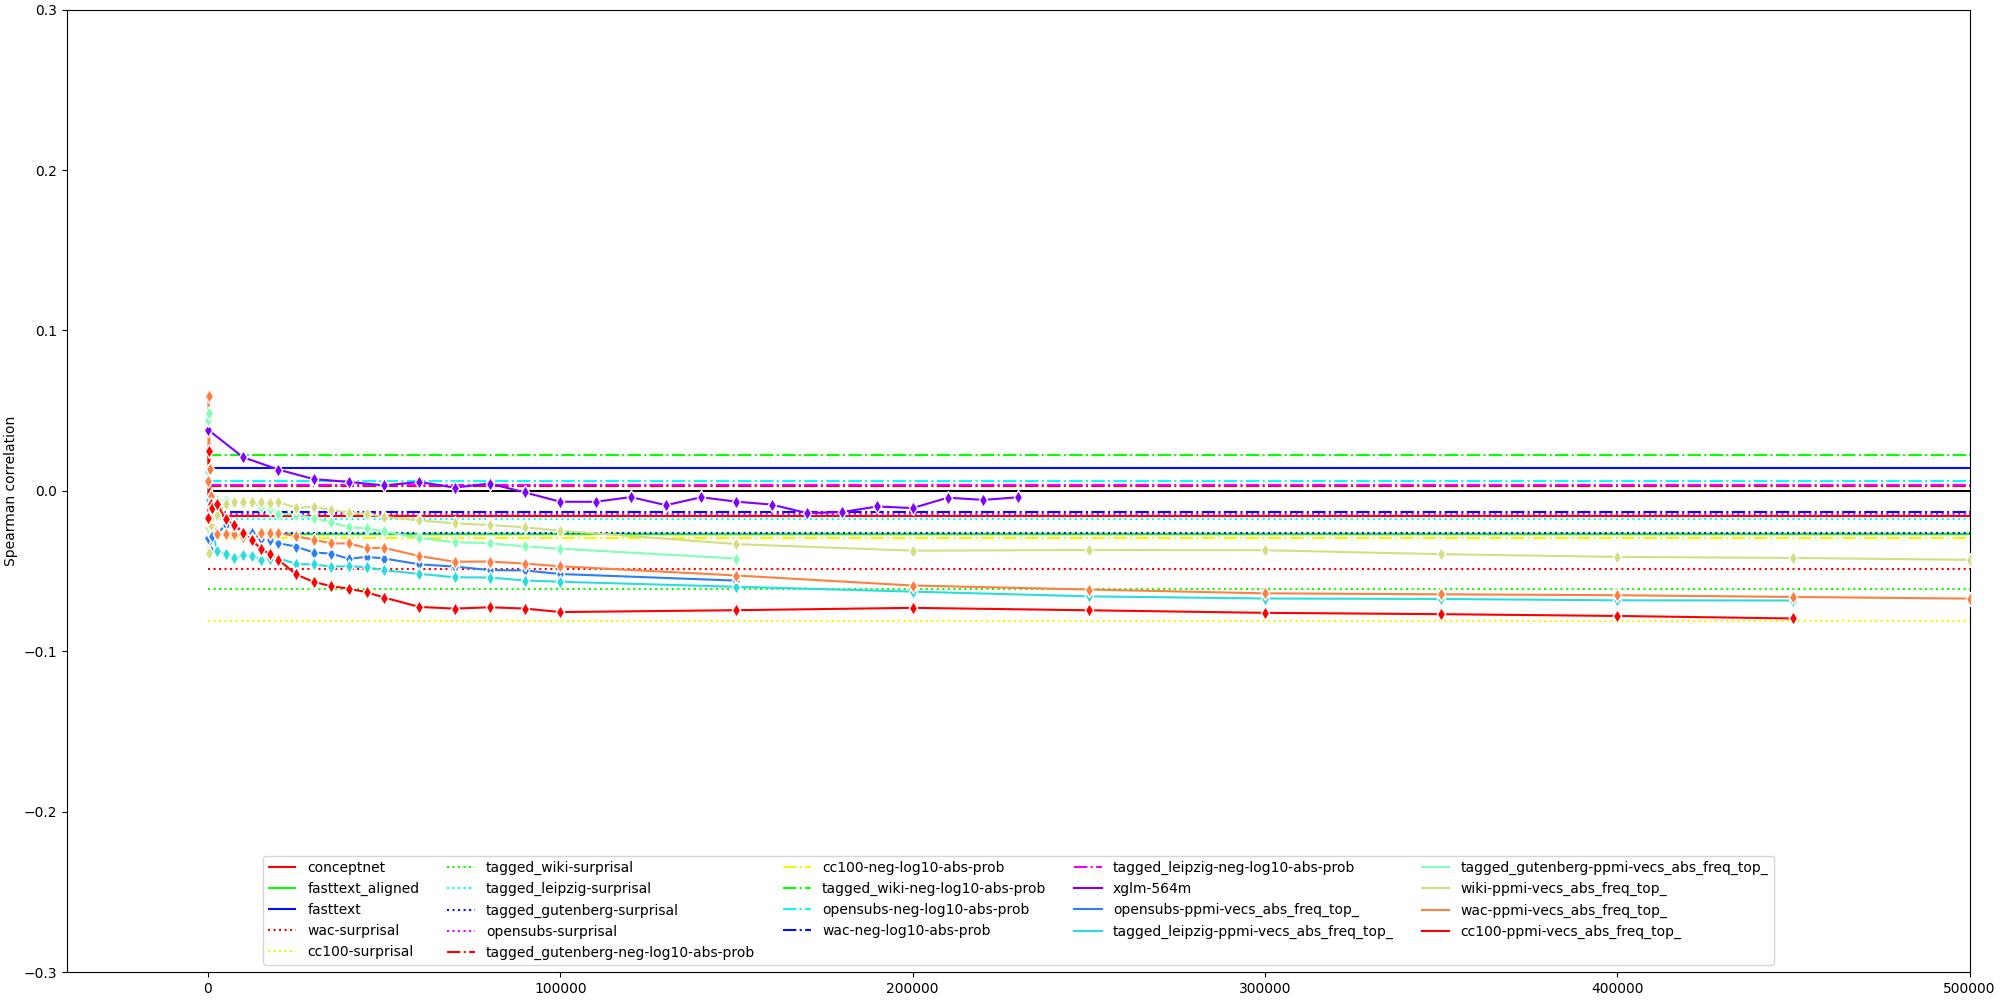 0.3
0.2
0.1
0.0
−0.1
−0.2
−0.3
Spearman correlation
conceptnet
fasttext_aligned
fasttext
wac-surprisal
cc100-surprisal
tagged_wiki-surprisal
tagged_leipzig-surprisal
tagged_gutenberg-surprisal
opensubs-surprisal
tagged_gutenberg-neg-log10-abs-prob
cc100-neg-log10-abs-prob
tagged_wiki-neg-log10-abs-prob
opensubs-neg-log10-abs-prob
wac-neg-log10-abs-prob
tagged_leipzig-neg-log10-abs-prob
xglm-564m
opensubs-ppmi-vecs_abs_freq_top_
tagged_leipzig-ppmi-vecs_abs_freq_top_
tagged_gutenberg-ppmi-vecs_abs_freq_top_
wiki-ppmi-vecs_abs_freq_top_
wac-ppmi-vecs_abs_freq_top_
cc100-ppmi-vecs_abs_freq_top_
0
100000
200000
300000
400000
500000